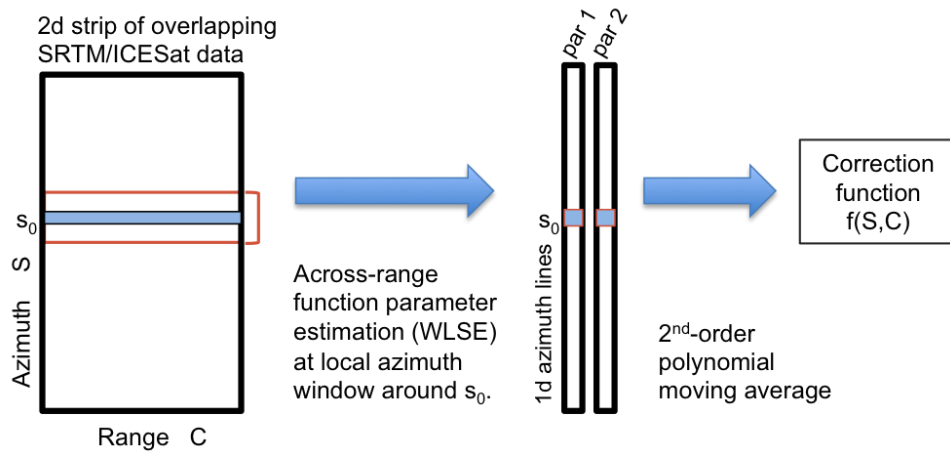 2d strip of overlapping
SRTM/ICESat data
s₀
Azimuth S
Range C
Across-range
function parameter
estimation (WLSE)
at local azimuth
window around s₀.
par 1
par 2
s₀
1d azimuth lines
2ⁿᵈ-order
polynomial
moving average
Correction
function
f(S,C)